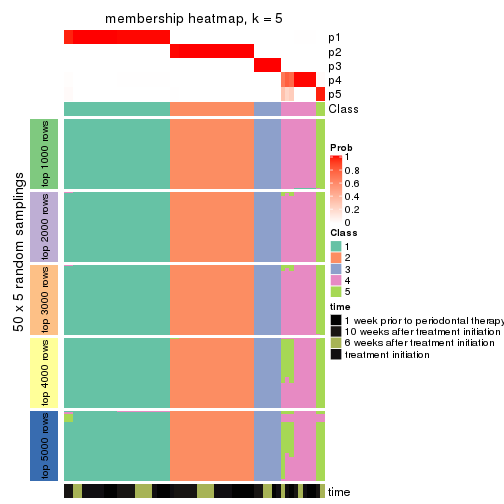 membership heatmap, k = 5
p1
p2
p3
p4
p5
Class
50 x 5 random samplings
top 1000 rows
top 2000 rows
top 3000 rows
top 4000 rows
top 5000 rows
time
Prob
1
0.8
0.6
0.4
0.2
0
Class
1
2
3
4
5
time
1 week prior to periodontal therapy
10 weeks after treatment initiation
6 weeks after treatment initiation
treatment initiation